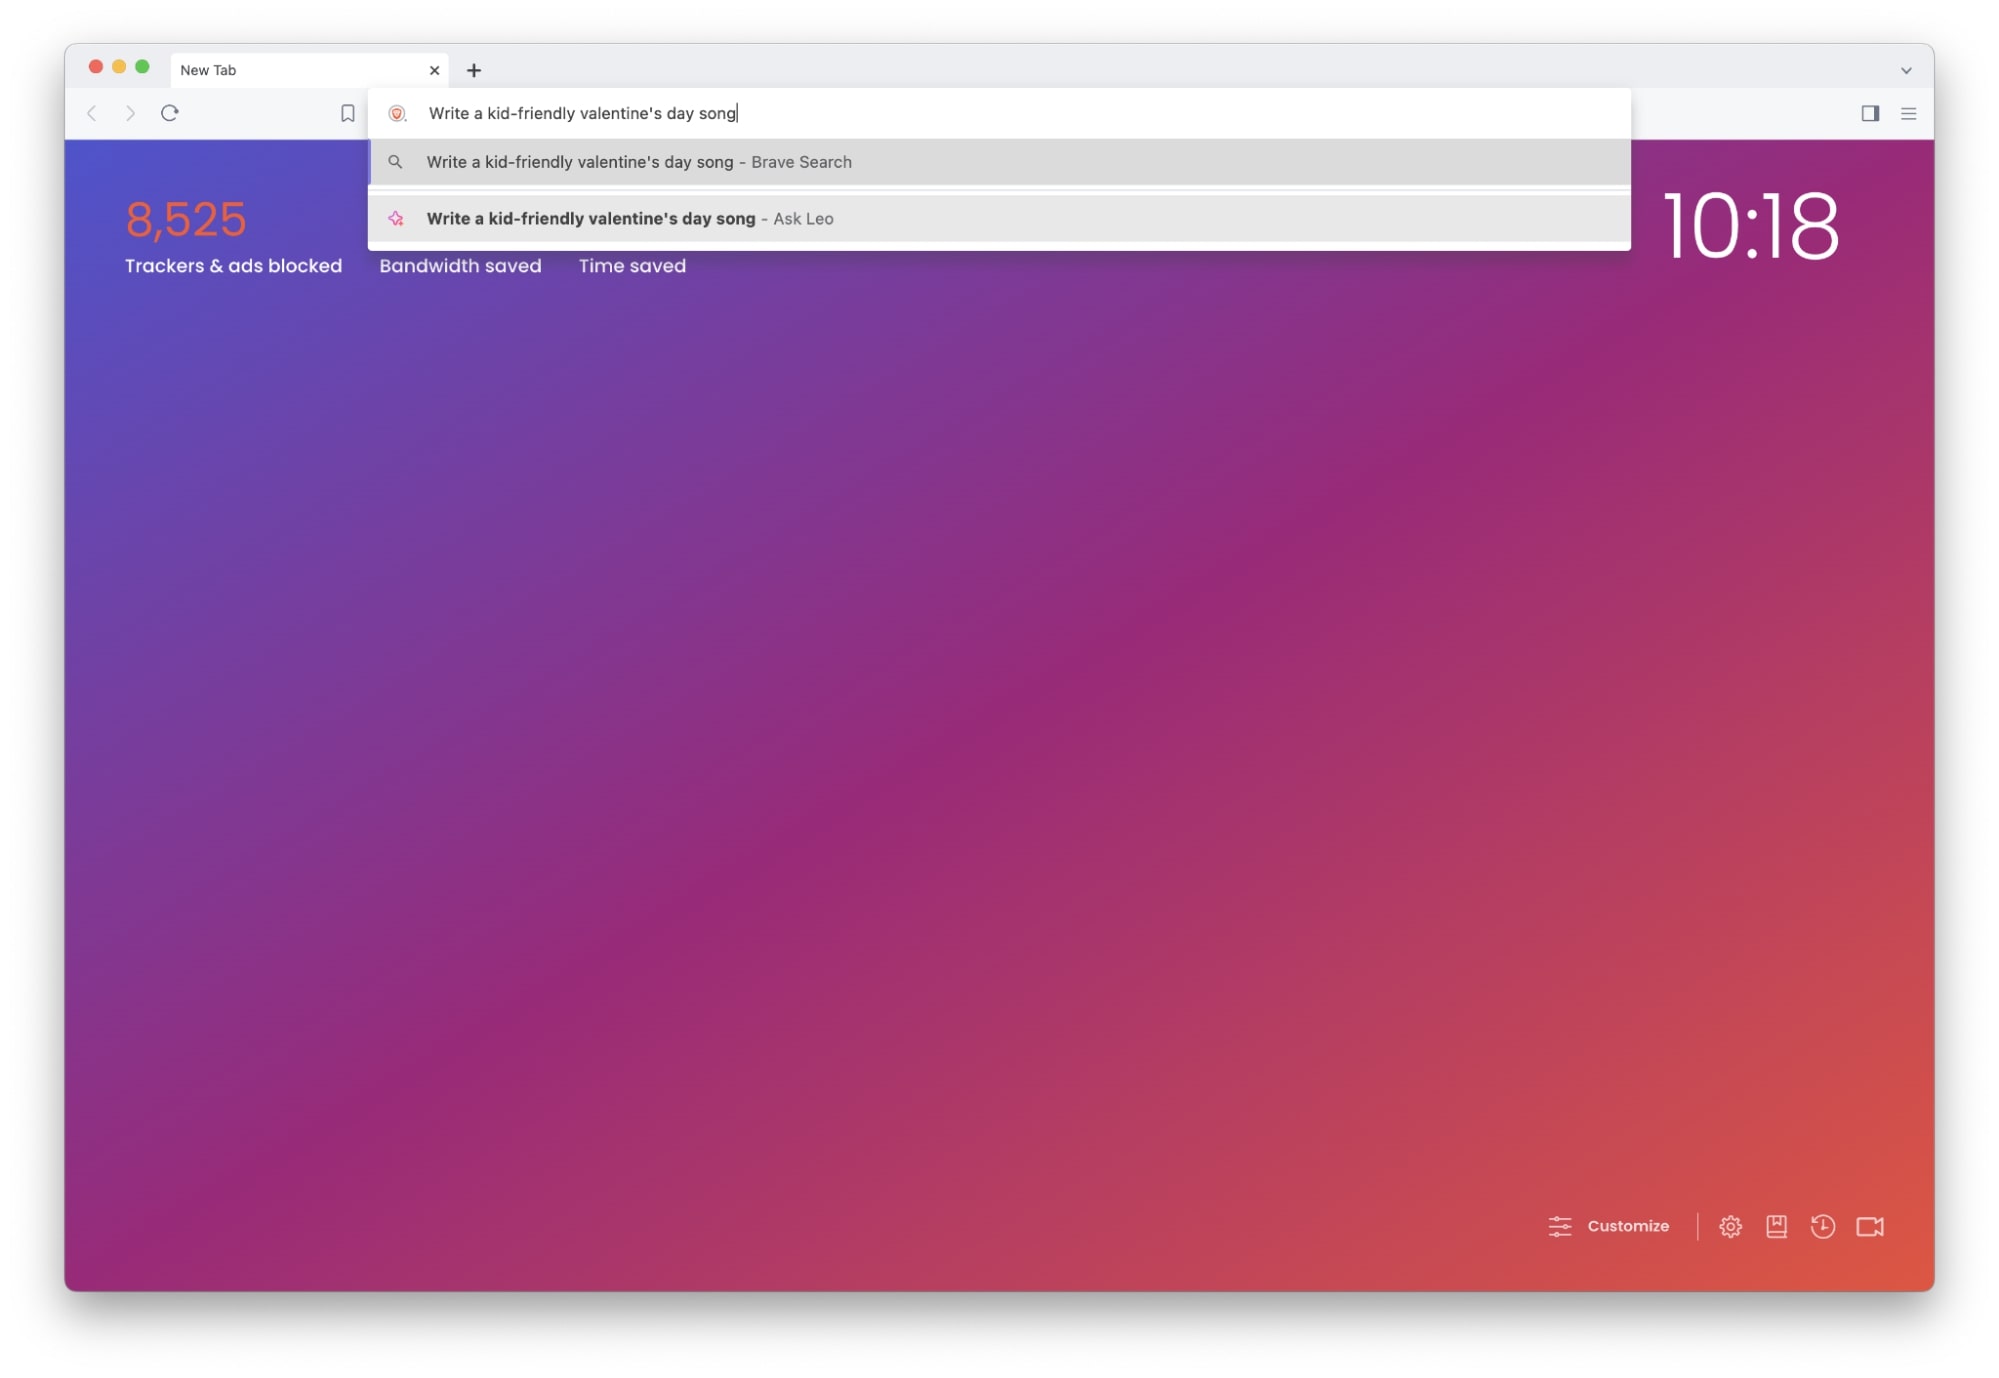 New Tab
Write a kid-friendly valentine's day song
Write a kid-friendly valentine's day song - Brave Search
Write a kid-friendly valentine's day song - Ask Leo
8,525
Trackers & ads blocked Bandwidth saved Time saved
10:18
Customize